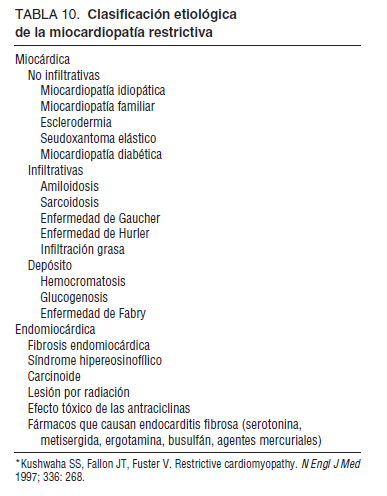 TABLA 10. Clasificación etiológica
de la miocardiopatía restrictiva
Miocárdica
No infiltrativas
Miocardiopatía idiopática
Miocardiopatía familiar
Esclerodermia
Seudoxantoma elástico
Miocardiopatía diabética
Infiltrativas
Amiloidosis
Sarcoidosis
Enfermedad de Gaucher
Enfermedad de Hurler
Infiltración grasa
Depósito
Hemocromatosis
Glucogenosis
Enfermedad de Fabry
Endomiocárdica
Fibrosis endomiocárdica
Síndrome hipereosinofílico
Carcinoide
Lesión por radiación
Efecto tóxico de las antraciclinas
Fármacos que causan endocarditis fibrosa (serotonina,
metisergida, ergotamina, busulfán, agentes mercuriales)
*Kushwaha SS, Fallon JT, Fuster V. Restrictive cardiomyopathy. N Engl J Med
1997; 336: 268.